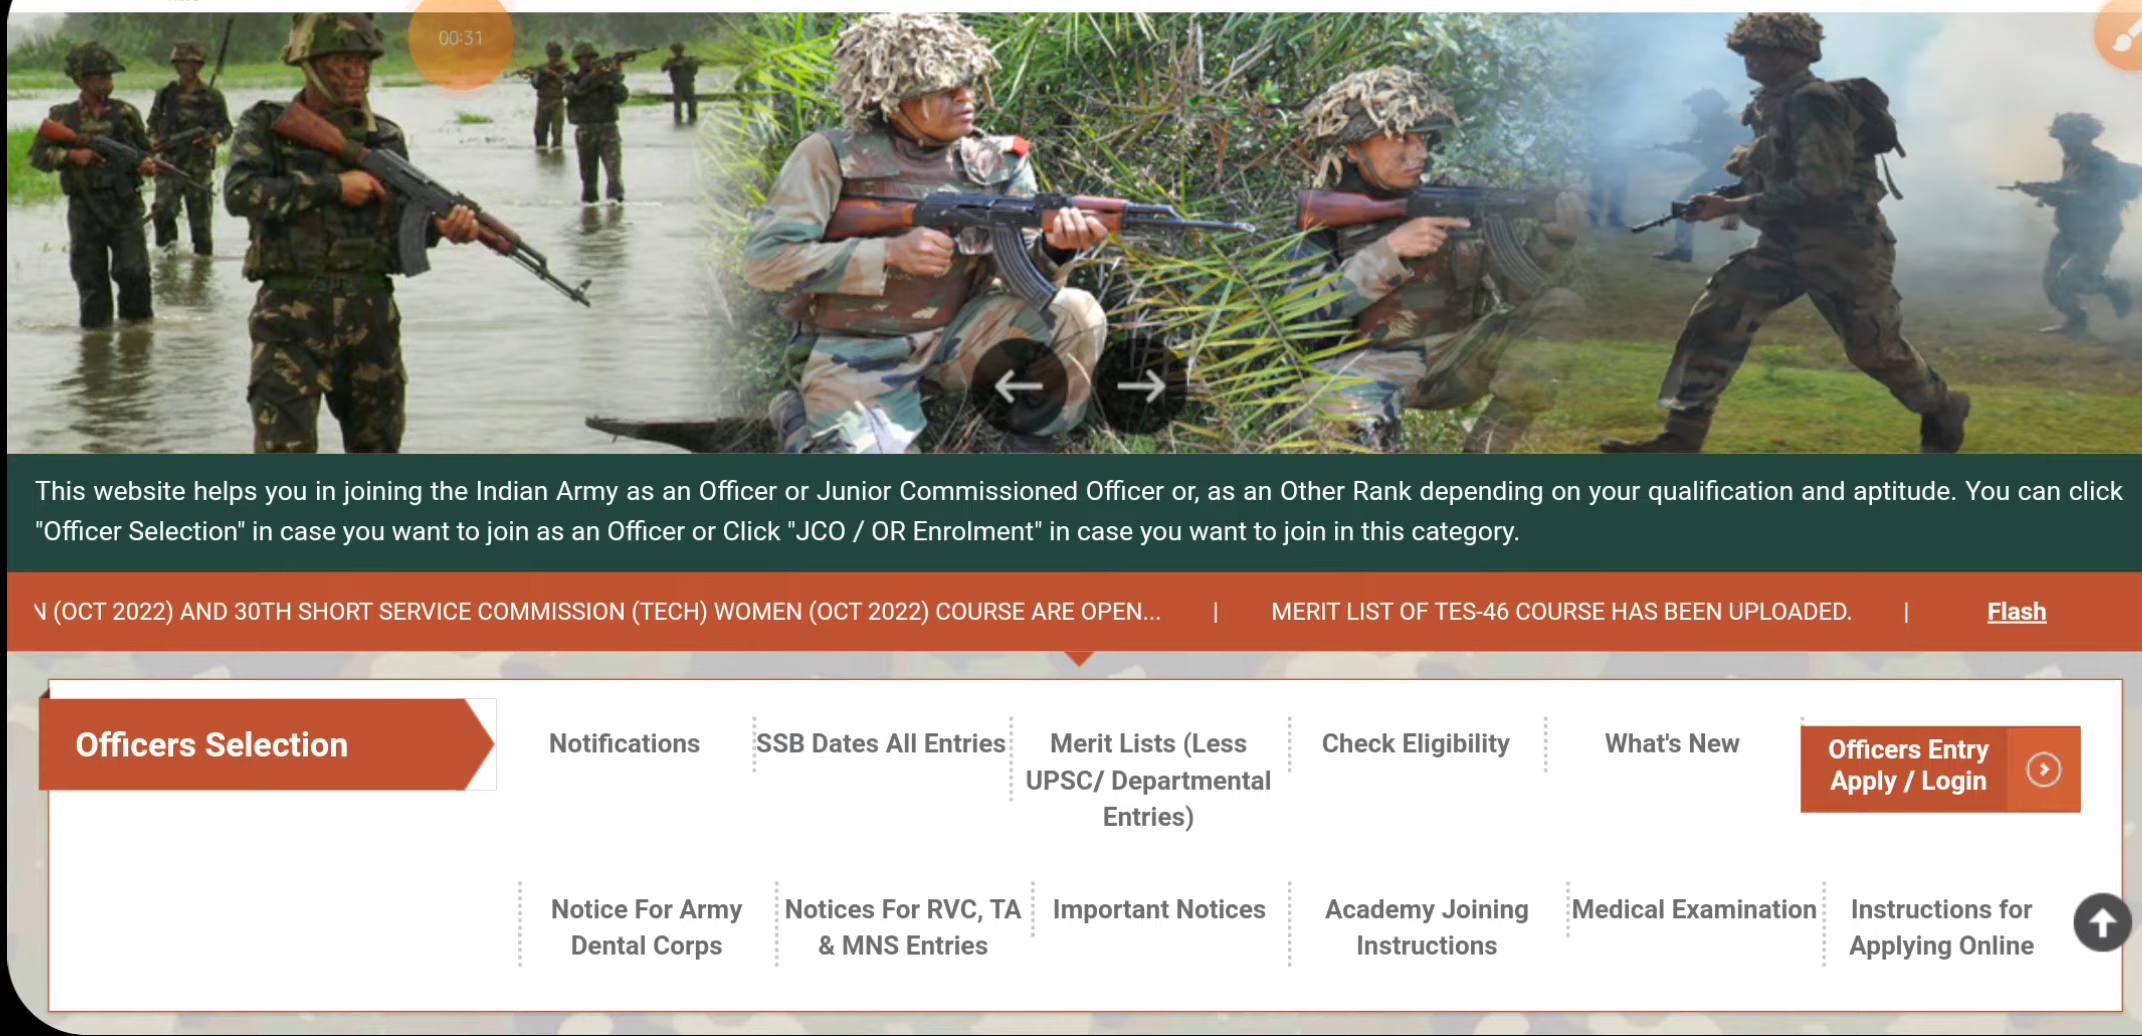 00:31
This website helps you in joining the Indian Army as an Officer or Junior Commissioned Officer or, as an Other Rank depending on your qualification and aptitude. You can click
"Officer Selection" in case you want to join as an Officer or Click "JCO / OR Enrolment" in case you want to join in this category.
N (OCT 2022) AND 30TH SHORT SERVICE COMMISSION (TECH) WOMEN (OCT 2022) COURSE ARE OPEN... | MERIT LIST OF TES-46 COURSE HAS BEEN UPLOADED. | Flash
Officers Selection
Notifications
SSB Dates All Entries
Merit Lists (Less
UPSC/ Departmental
Entries)
Check Eligibility
What's New
Officers Entry
Apply / Login
Notice For Army
Dental Corps
Notices For RVC, TA
& MNS Entries
Important Notices
Academy Joining
Instructions
Medical Examination
Instructions for
Applying Online